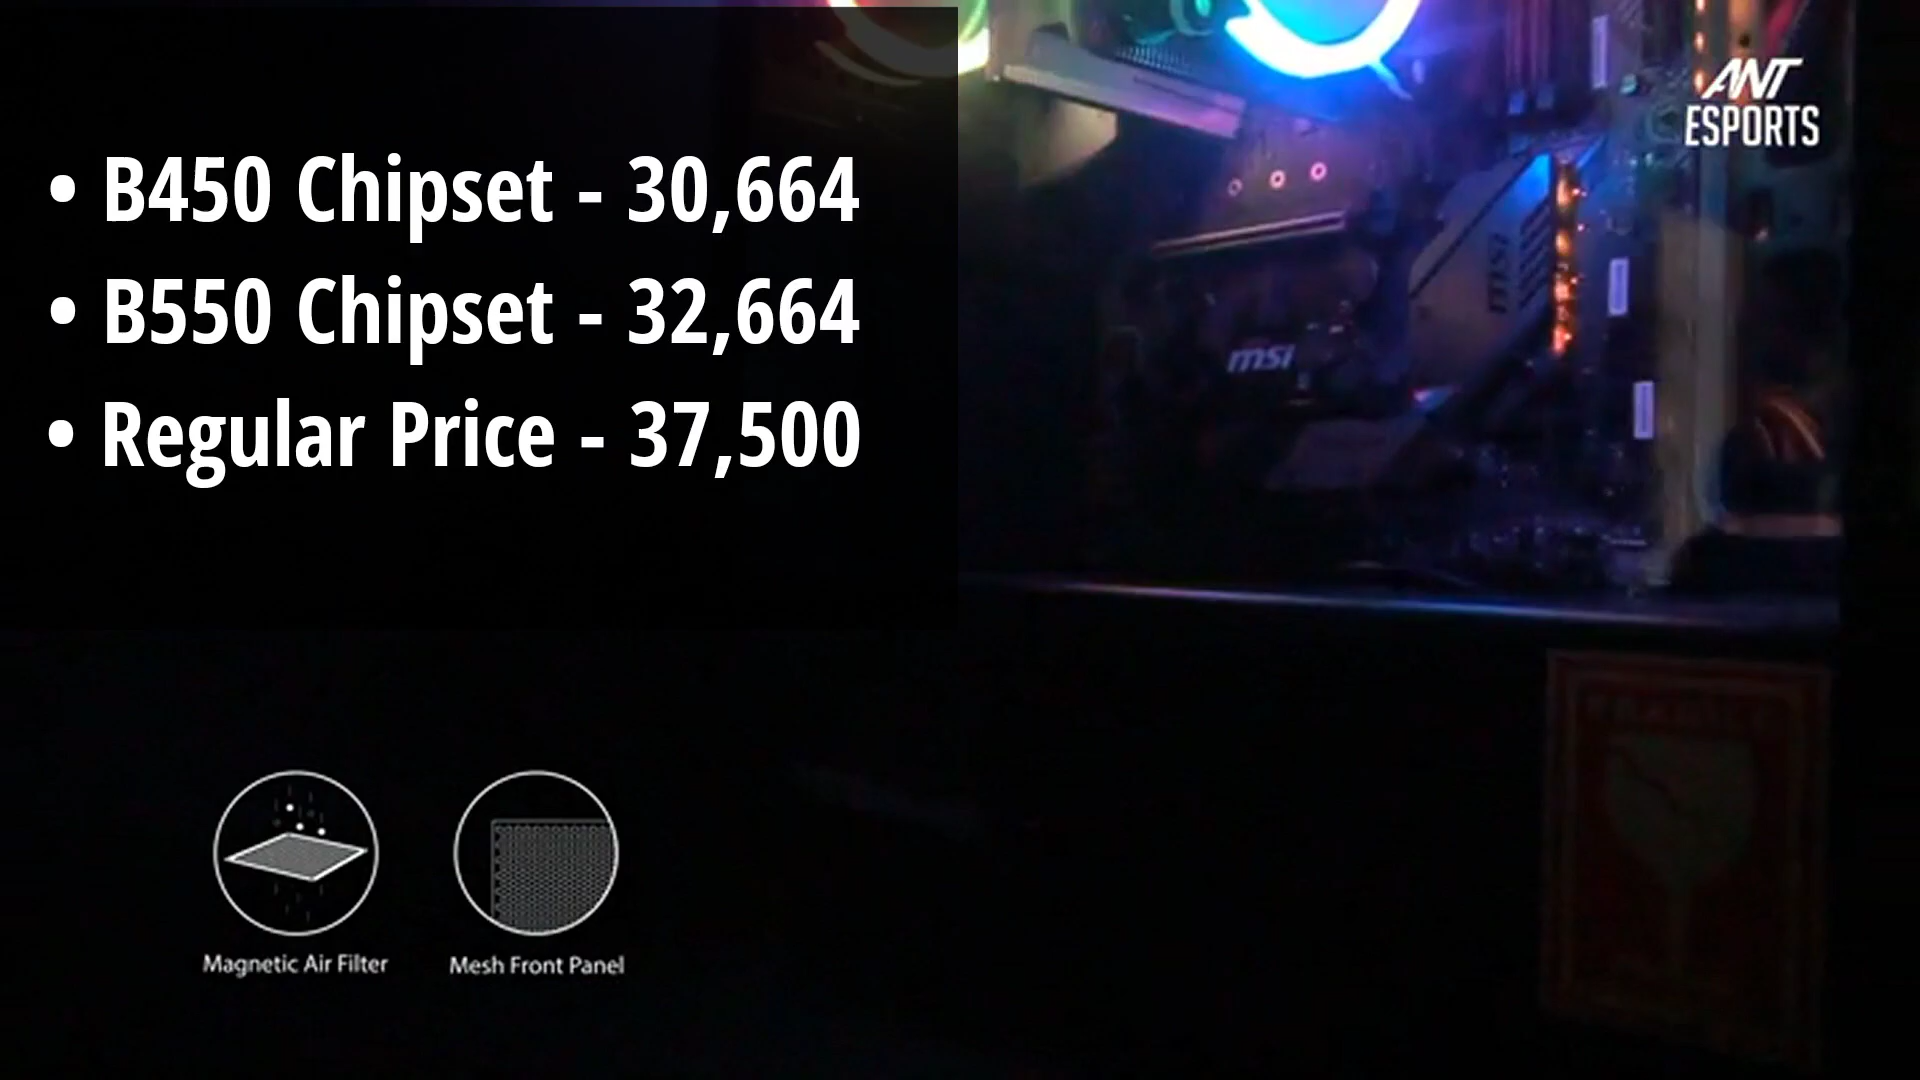 • B450 Chipset - 30,664
• B550 Chipset - 32,664
• Regular Price - 37,500
ANT
ESPORTS
msi
msi
Magnetic Air Filter
Mesh Front Panel